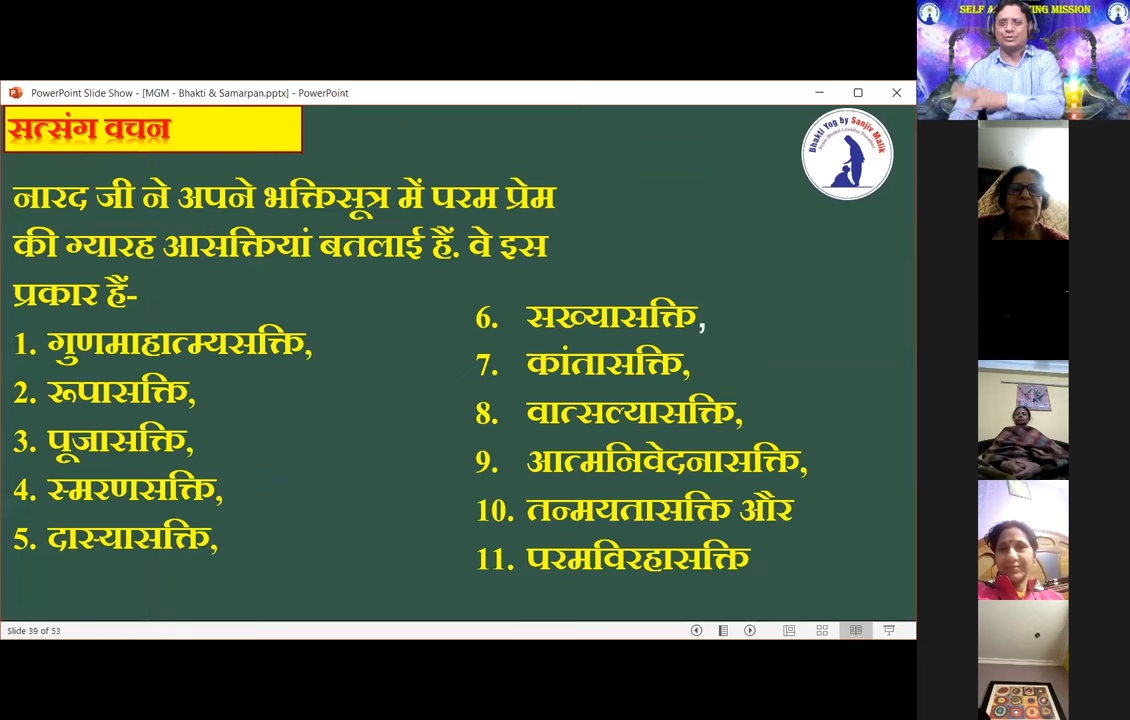 SELF A
ING MISSION
PowerPoint Slide Show - [MGM - Bhakti & Samarpan.pptx] - PowerPoint
सत्संग वचन
Bhakti Yog by Sanjiv Malik
नारद जी ने अपने भक्तिसूत्र में परम प्रेम
की ग्यारह आसक्तियां बतलाई हैं. वे इस
प्रकार हैं-
1. गुणमाहात्म्यसक्ति,
2. रूपासक्ति,
3. पूजासक्ति,
4. स्मरणसक्ति,
5. दास्यासक्ति,
6. सख्यासक्ति,
7. कांतासक्ति,
8. वात्सल्यासक्ति,
9. आत्मनिवेदनासक्ति,
10. तन्मयतासक्ति और
11. परमविरहासक्ति
Slide 39 of 53